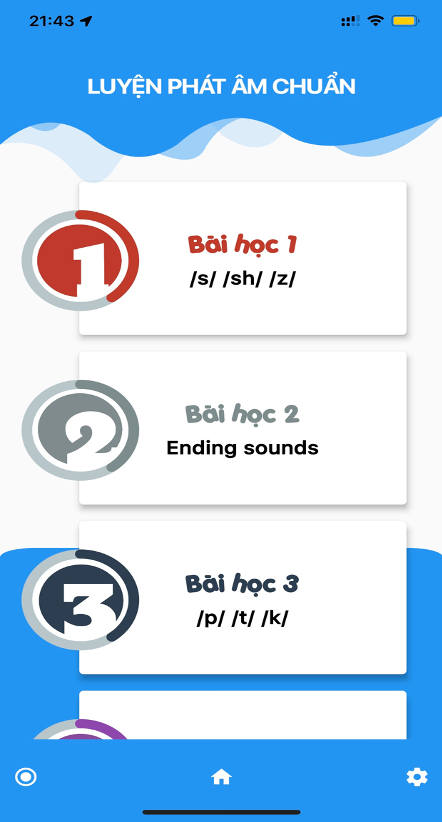 21:43
LUYỆN PHÁT ÂM CHUẨN
1
Bài học 1
/s/ /sh/ /z/
2
Bài học 2
Ending sounds
3
Bài học 3
/p/ /t/ /k/